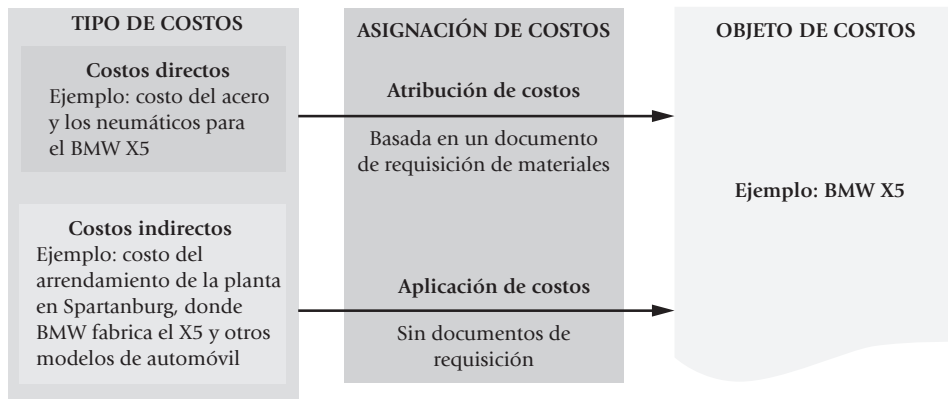 TIPO DE COSTOS
Costos directos
Ejemplo: costo del acero
y los neumáticos para
el BMW X5
Costos indirectos
Ejemplo: costo del
arrendamiento de la planta
en Spartanburg, donde
BMW fabrica el X5 y otros
modelos de automóvil
ASIGNACIÓN DE COSTOS
Atribución de costos
Basada en un documento
de requisición de materiales
Aplicación de costos
Sin documentos de
requisición
OBJETO DE COSTOS
Ejemplo: BMW X5